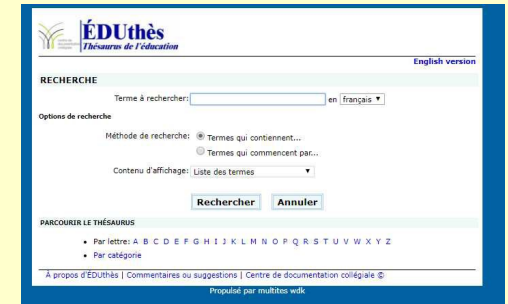 ÉDUthès
Thésaurus de l'éducation
English version
RECHERCHE
Terme à rechercher: en français
Options de recherche
Méthode de recherche: Termes qui contiennent...
Termes qui commencent par...
Contenu d'affichage: Liste des termes
Rechercher Annuler
PARCOURIR LE THÉSAURUS
Par lettre: A B C D E F G H I J K L M N O P Q R S T U V W X Y Z
Par catégorie
À propos d'ÉDUthès | Commentaires ou suggestions | Centre de documentation collégiale ©
Propulsé par multites wdk